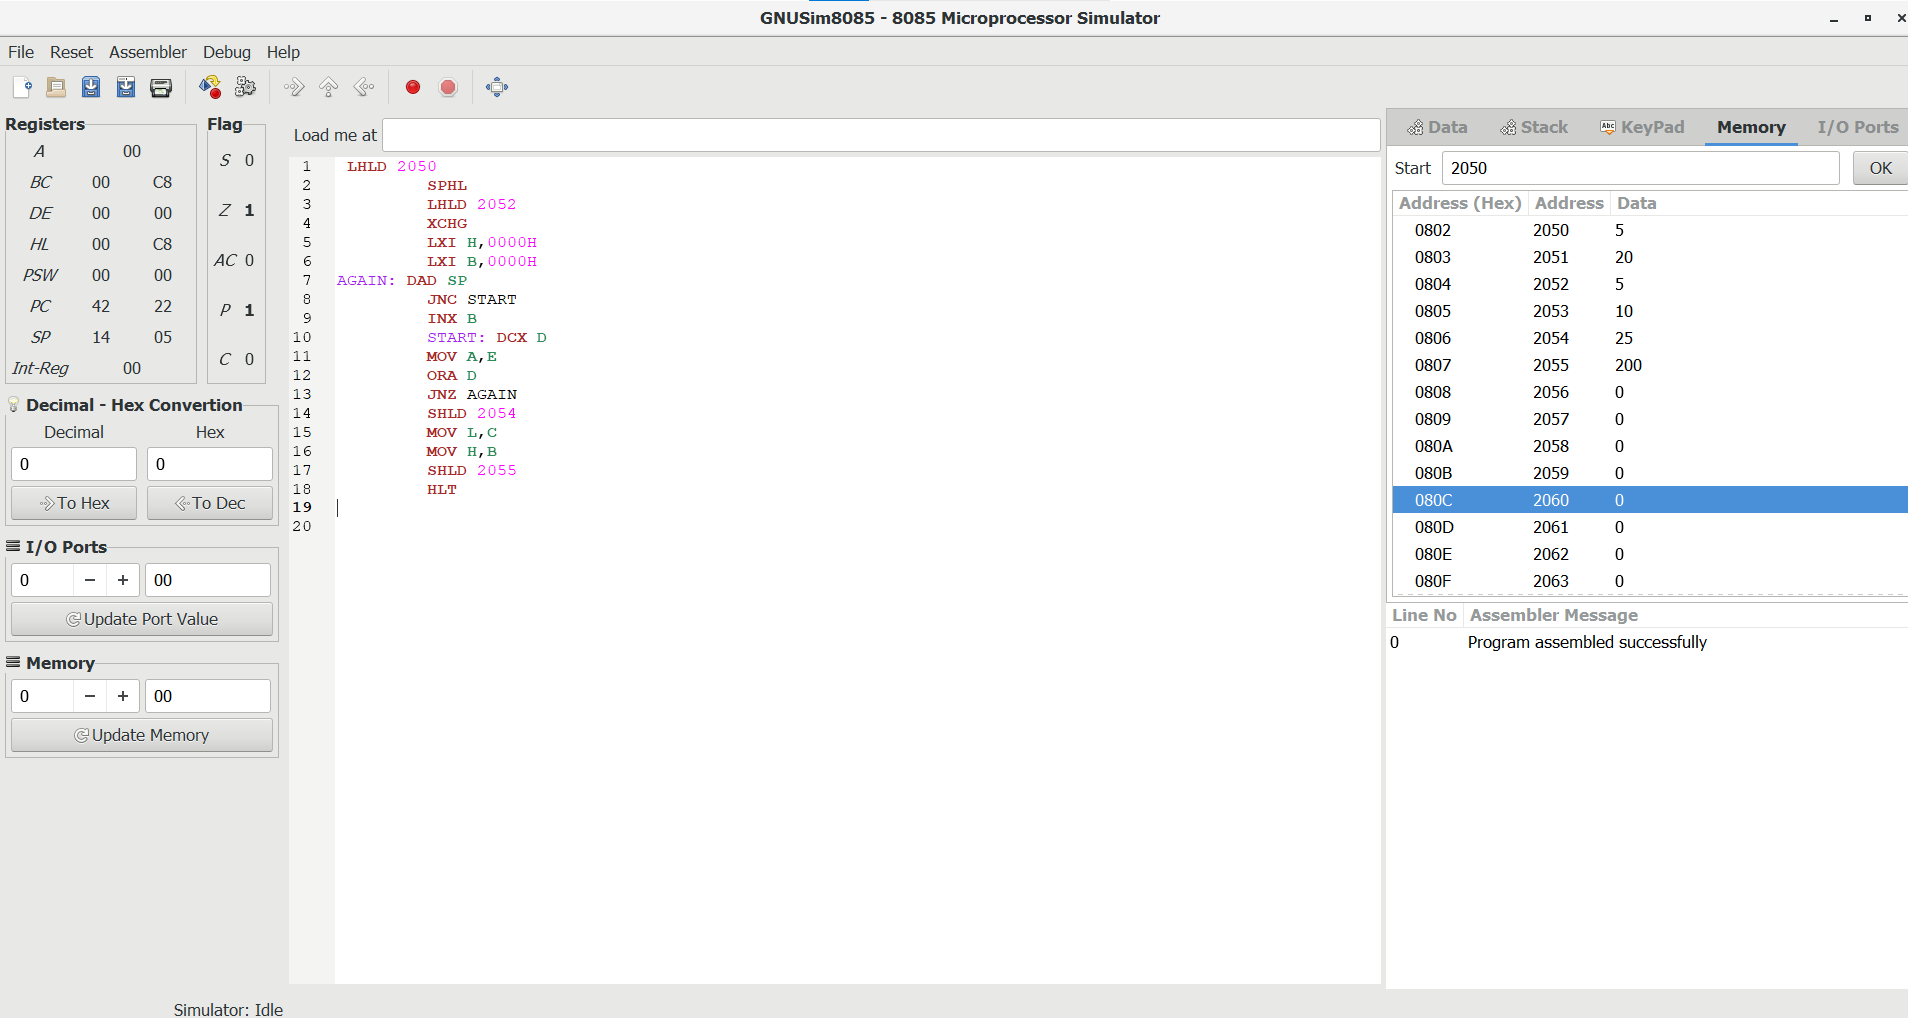 GNUSim8085 - 8085 Microprocessor Simulator
File Reset Assembler Debug Help
Registers
A 00
BC 00 C8
DE 00 00
HL 00 C8
PSW 00 00
PC 42 22
SP 14 05
Int-Reg 00
Flag
S 0
Z 1
AC 0
P 1
C 0
Decimal - Hex Convertion
Decimal Hex
0 0
To Hex To Dec
I/O Ports
0 − + 00
Update Port Value
Memory
0 − + 00
Update Memory
Load me at
1 LHLD 2050
2 SPHL
3 LHLD 2052
4 XCHG
5 LXI H,0000H
6 LXI B,0000H
7 AGAIN: DAD SP
8 JNC START
9 INX B
10 START: DCX D
11 MOV A,E
12 ORA D
13 JNZ AGAIN
14 SHLD 2054
15 MOV L,C
16 MOV H,B
17 SHLD 2055
18 HLT
19
20
Data Stack Abc KeyPad Memory I/O Ports
Start 2050 OK
Address (Hex) Address Data
0802 2050 5
0803 2051 20
0804 2052 5
0805 2053 10
0806 2054 25
0807 2055 200
0808 2056 0
0809 2057 0
080A 2058 0
080B 2059 0
080C 2060 0
080D 2061 0
080E 2062 0
080F 2063 0
Line No Assembler Message
0 Program assembled successfully
Simulator: Idle